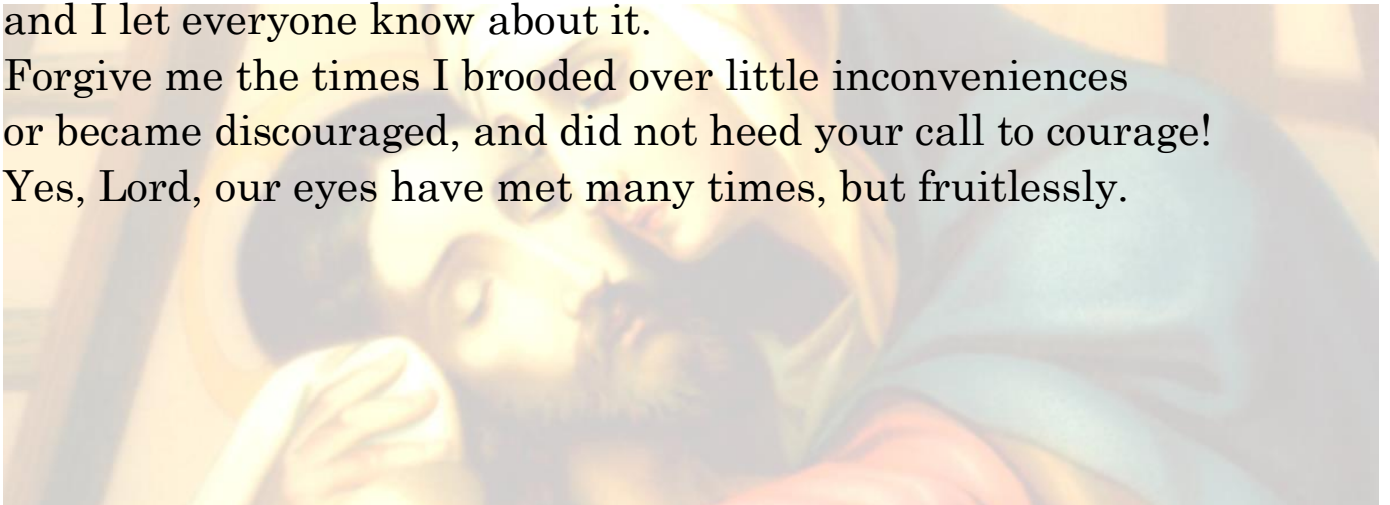 and I let everyone know about it.
Forgive me the times I brooded over little inconveniences
or became discouraged, and did not heed your call to courage!
Yes, Lord, our eyes have met many times, but fruitlessly.